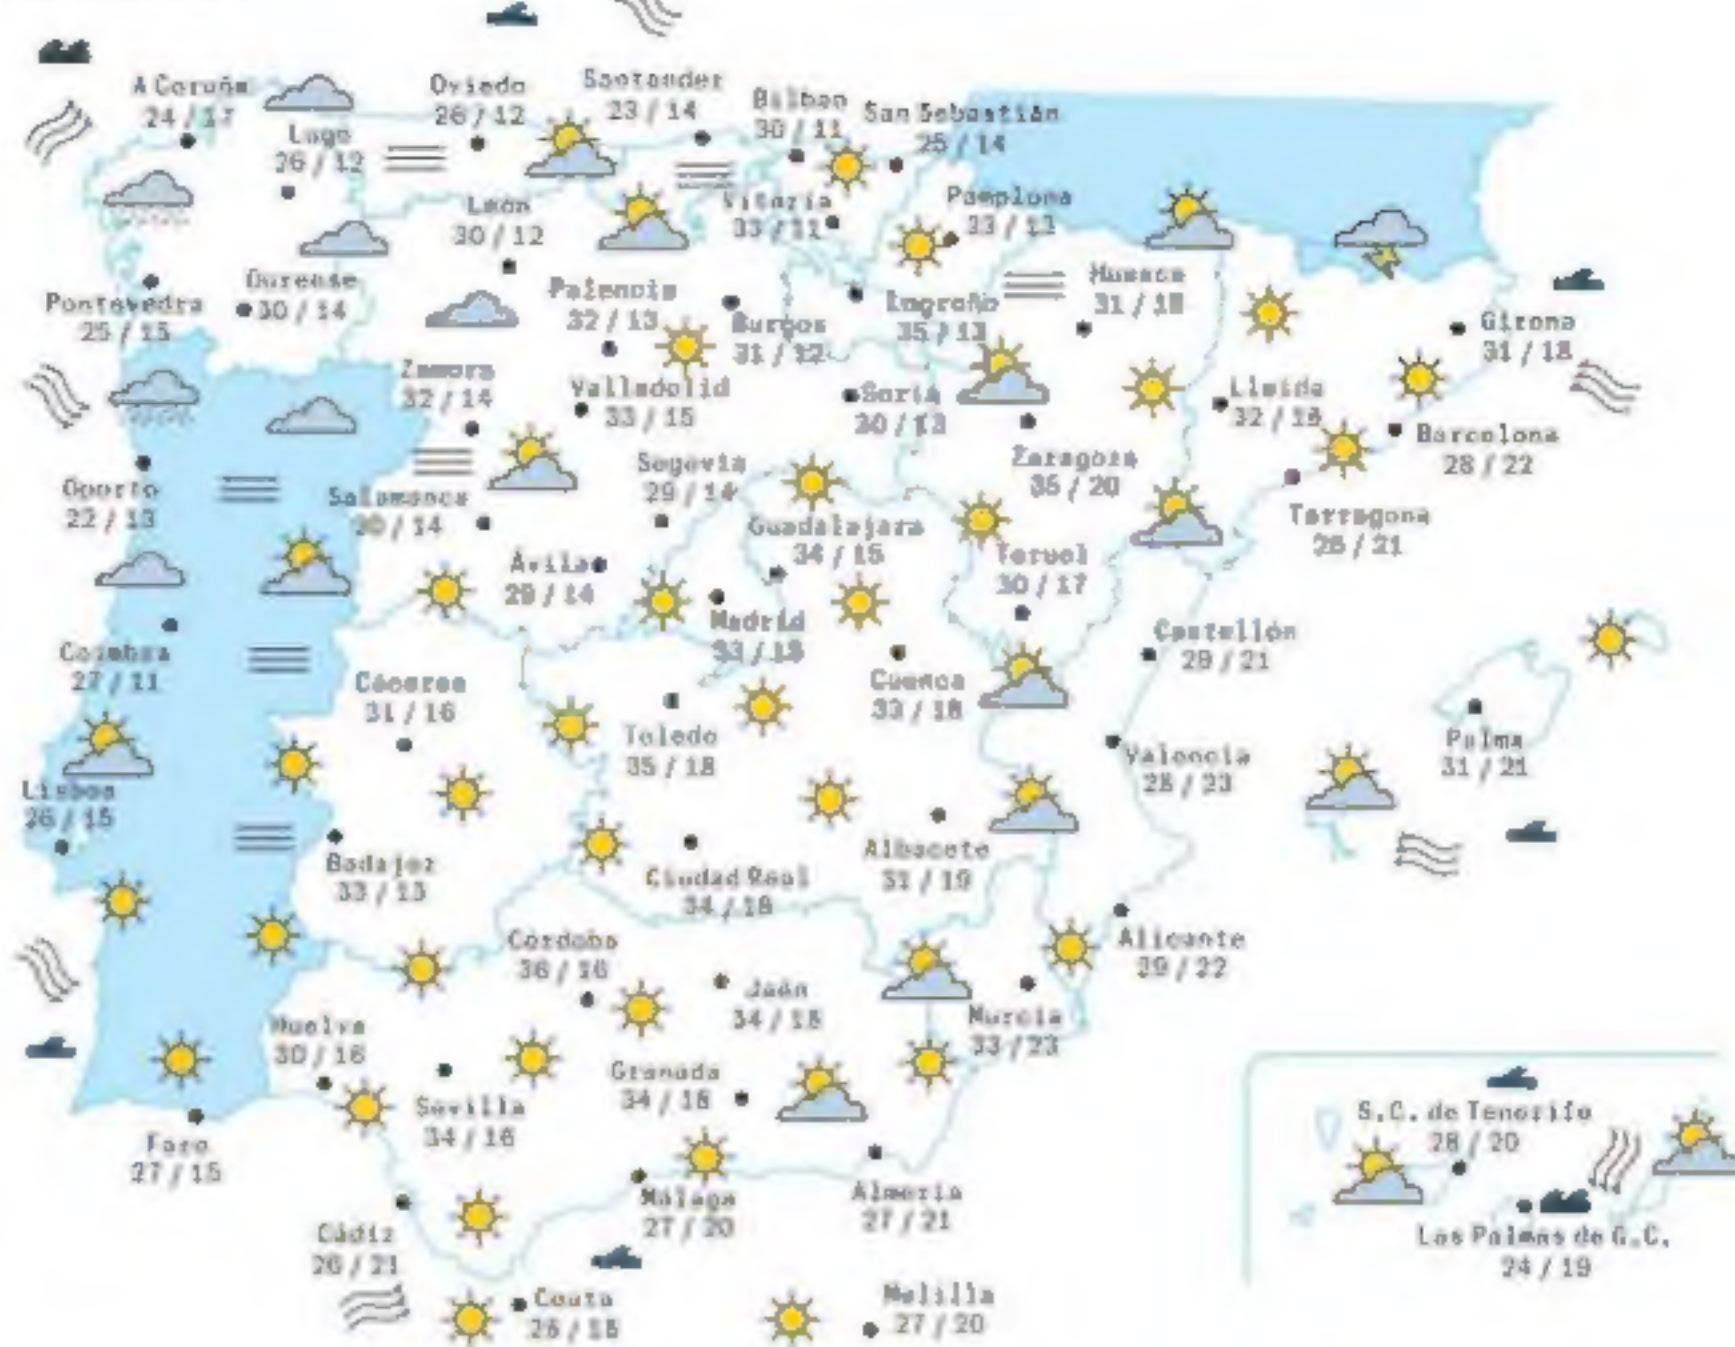 A Coruña
24 / 17
Oviedo
26 / 12
Santander
23 / 14
Bilbao
30 / 11
San Sebastián
25 / 14
Lugo
26 / 12
León
30 / 12
Vitoria
33 / 11
Pamplona
33 / 13
Pontevedra
25 / 15
Ourense
30 / 14
Palencia
32 / 13
Burgos
31 / 12
Logroño
35 / 13
Huesca
31 / 18
Girona
31 / 18
Zamora
32 / 14
Valladolid
33 / 15
Soria
30 / 13
Lleida
32 / 19
Barcelona
28 / 22
Oporto
22 / 13
Salamanca
30 / 14
Segovia
29 / 14
Guadalajara
34 / 15
Zaragoza
35 / 20
Tarragona
28 / 21
Ávila
29 / 14
Teruel
30 / 17
Coimbra
27 / 11
Madrid
33 / 18
Castellón
29 / 21
Cáceres
31 / 16
Cuenca
33 / 18
Toledo
35 / 18
Valencia
28 / 23
Palma
31 / 21
Lisboa
26 / 15
Badajoz
33 / 13
Ciudad Real
34 / 18
Albacete
31 / 19
Córdoba
36 / 16
Jaén
34 / 18
Alicante
29 / 22
Huelva
30 / 16
Murcia
33 / 23
Granada
34 / 18
Sevilla
34 / 16
Faro
27 / 15
Málaga
27 / 20
Almería
27 / 21
Cádiz
26 / 21
Ceuta
26 / 18
Melilla
27 / 20
S.C. de Tenerife
28 / 20
Las Palmas de G.C.
24 / 19